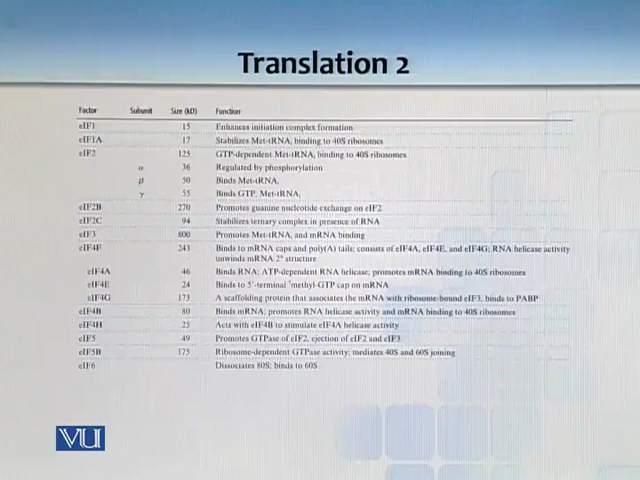 Translation 2
Factor Subunit Size (kD) Function
eIF1 15 Enhances initiation complex formation
eIF1A 17 Stabilizes Met-tRNAi binding to 40S ribosomes
eIF2 125 GTP-dependent Met-tRNAi binding to 40S ribosomes
α 36 Regulated by phosphorylation
β 50 Binds Met-tRNAi
γ 55 Binds GTP, Met-tRNAi
eIF2B 270 Promotes guanine nucleotide exchange on eIF2
eIF2C 94 Stabilizes ternary complex in presence of RNA
eIF3 800 Promotes Met-tRNAi and mRNA binding
eIF4F 243 Binds to mRNA caps and poly(A) tails; consists of eIF4A, eIF4E, and eIF4G; RNA helicase activity
unwinds mRNA 2° structure
eIF4A 46 Binds RNA; ATP-dependent RNA helicase; promotes mRNA binding to 40S ribosomes
eIF4E 24 Binds to 5'-terminal 7methyl-GTP cap on mRNA
eIF4G 173 A scaffolding protein that associates the mRNA with ribosome-bound eIF3, binds to PABP
eIF4B 80 Binds mRNA; promotes RNA helicase activity and mRNA binding to 40S ribosomes
eIF4H 25 Acts with eIF4B to stimulate eIF4A helicase activity
eIF5 49 Promotes GTPase of eIF2, ejection of eIF2 and eIF3
eIF5B 175 Ribosome-dependent GTPase activity; mediates 40S and 60S joining
eIF6 Dissociates 80S; binds to 60S
VU